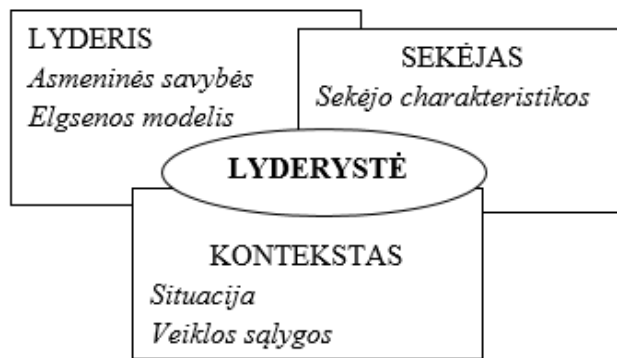 LYDERIS
Asmeninės savybės
Elgsenos modelis
SEKĖJAS
Sekėjo charakteristikos
LYDERYSTĖ
KONTEKSTAS
Situacija
Veiklos sąlygos